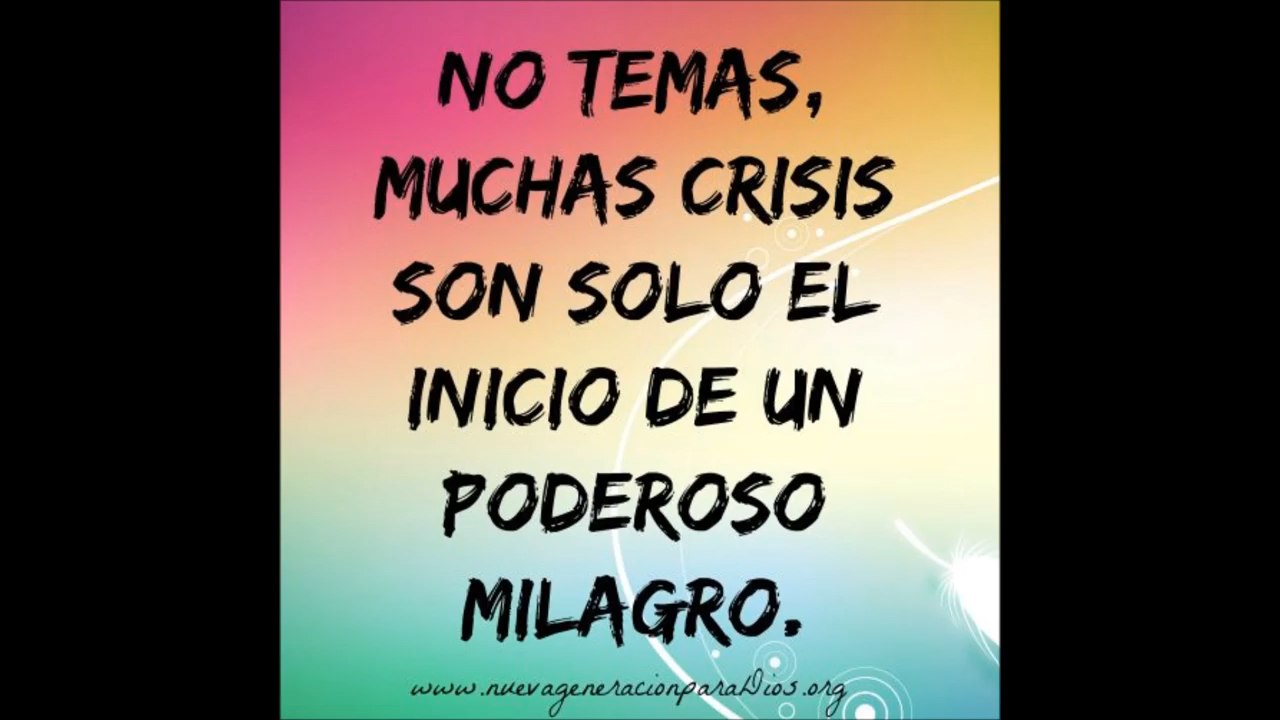 NO TEMAS,
MUCHAS CRISIS
SON SOLO EL
INICIO DE UN
PODEROSO
MILAGRO.
www.nuevageneracionparaDios.org